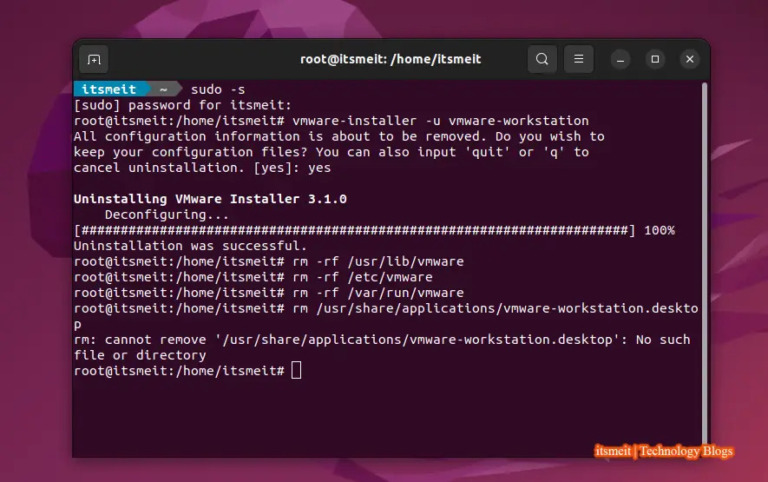 root@itsmeit: /home/itsmeit
itsmeit ~ sudo -s
[sudo] password for itsmeit:
root@itsmeit:/home/itsmeit# vmware-installer -u vmware-workstation
All configuration information is about to be removed. Do you wish to
keep your configuration files? You can also input 'quit' or 'q' to
cancel uninstallation. [yes]: yes
Uninstalling VMware Installer 3.1.0
Deconfiguring...
[######################################################################] 100%
Uninstallation was successful.
root@itsmeit:/home/itsmeit# rm -rf /usr/lib/vmware
root@itsmeit:/home/itsmeit# rm -rf /etc/vmware
root@itsmeit:/home/itsmeit# rm -rf /var/run/vmware
root@itsmeit:/home/itsmeit# rm /usr/share/applications/vmware-workstation.deskto
p
rm: cannot remove '/usr/share/applications/vmware-workstation.desktop': No such
file or directory
root@itsmeit:/home/itsmeit#
itsmeit | Technology Blogs